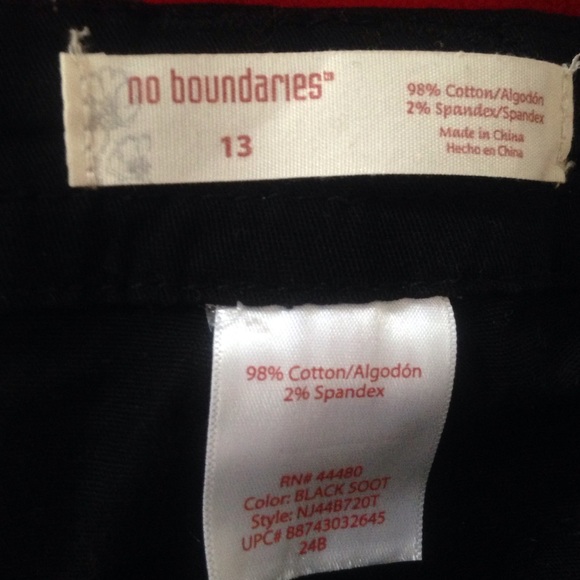 no boundaries™
13
98% Cotton/Algodón
2% Spandex/Spandex
Made in China
Hecho en China
98% Cotton/Algodón
2% Spandex
RN# 44480
Color: BLACK SOOT
Style: NJ44B720T
UPC# 88743032645
24B